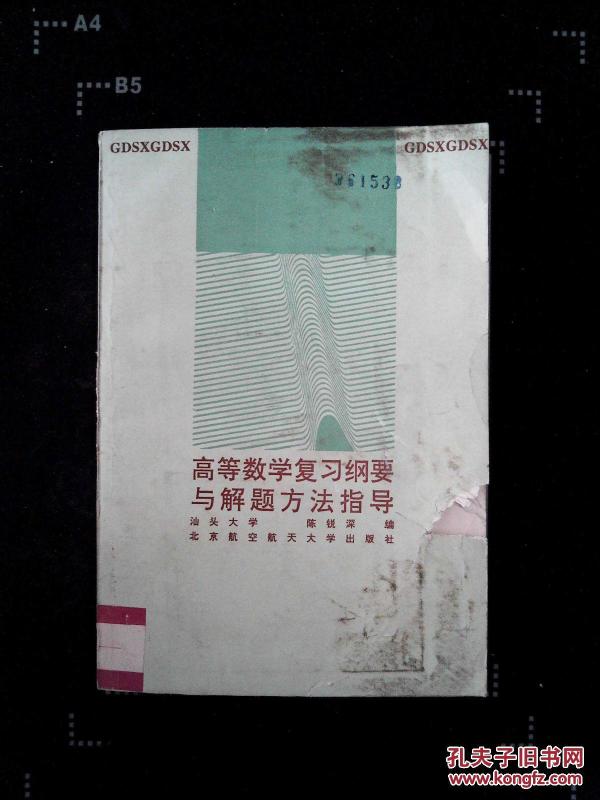 A4
B5
GDSXGDSX
GDSXGDSX
361538
高等数学复习纲要
与解题方法指导
汕头大学 陈锐深 编
北京航空航天大学出版社
孔夫子旧书网
www.kongfz.com